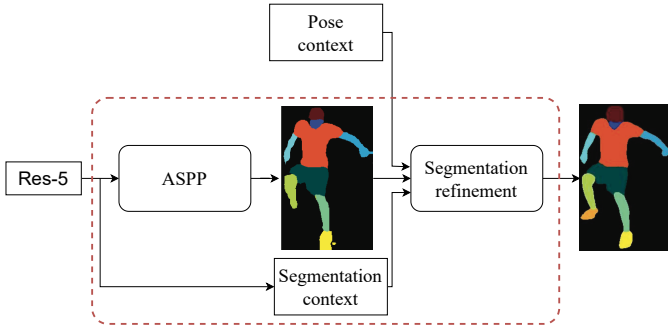 Pose
context
Res-5
ASPP
Segmentation
refinement
Segmentation
context